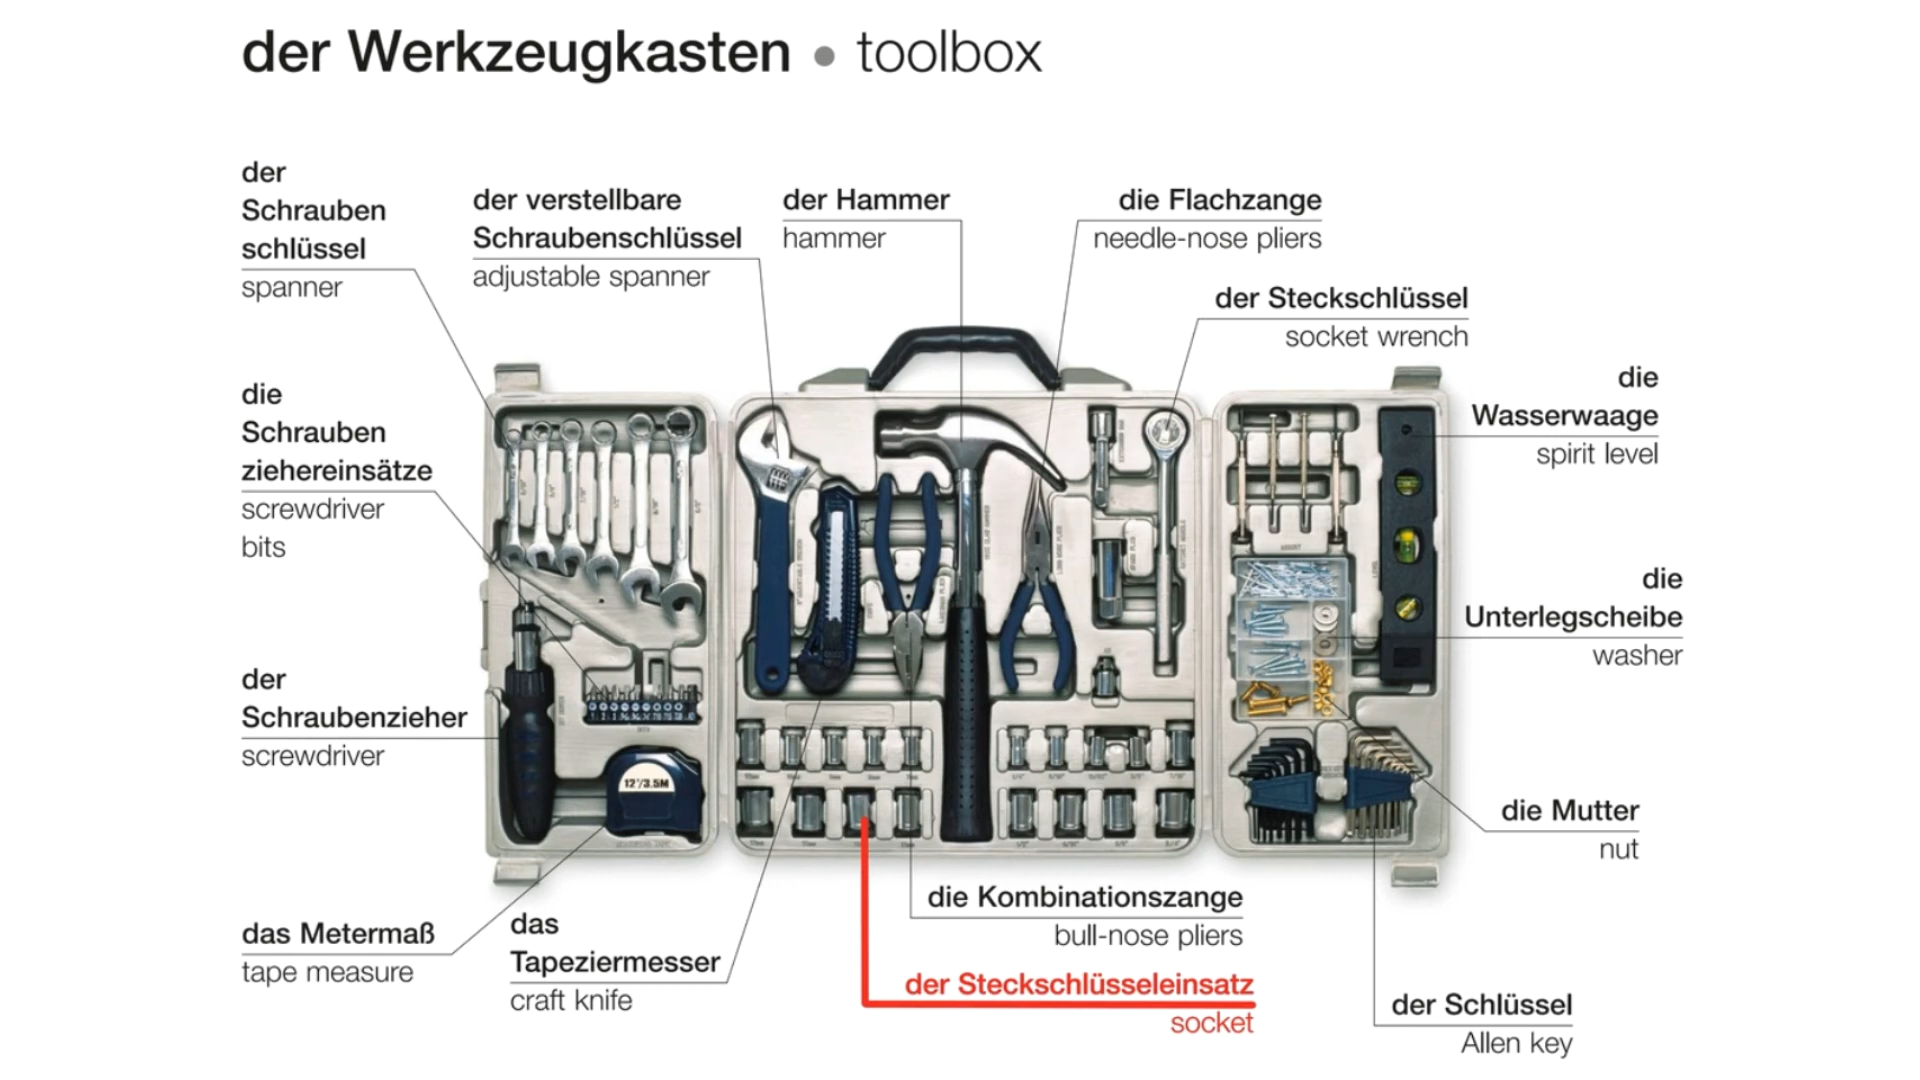 der Werkzeugkasten • toolbox
der
Schrauben
schlüssel
spanner
der verstellbare
Schraubenschlüssel
adjustable spanner
der Hammer
hammer
die Flachzange
needle-nose pliers
der Steckschlüssel
socket wrench
die
Wasserwaage
spirit level
die
Schrauben
ziehereinsätze
screwdriver
bits
die
Unterlegscheibe
washer
der
Schraubenzieher
screwdriver
12'/3.5M
die Mutter
nut
das Metermaß
tape measure
das
Tapeziermesser
craft knife
die Kombinationszange
bull-nose pliers
der Steckschlüsseleinsatz
socket
der Schlüssel
Allen key